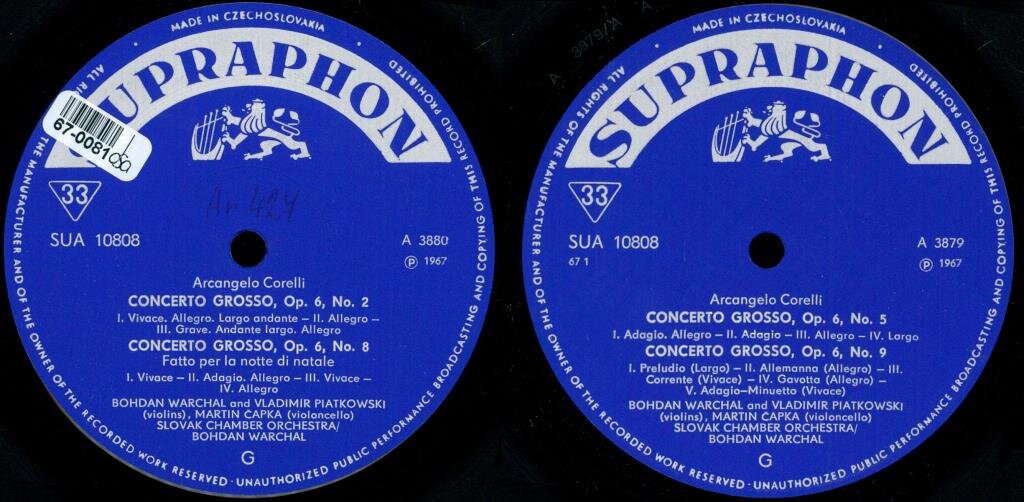 MADE IN CZECHOSLOVAKIA
SUPRAPHON
67-0081
33
Ar 424
SUA 10808
A 3880
Ⓟ 1967
Arcangelo Corelli
CONCERTO GROSSO, Op. 6, No. 2
I. Vivace. Allegro. Largo andante – II. Allegro –
III. Grave. Andante largo. Allegro
CONCERTO GROSSO, Op. 6, No. 8
Fatto per la notte di natale
I. Vivace – II. Adagio. Allegro – III. Vivace –
IV. Allegro
BOHDAN WARCHAL and VLADIMIR PIATKOWSKI
(violins), MARTIN CAPKA (violoncello)
SLOVAK CHAMBER ORCHESTRA/
BOHDAN WARCHAL
G
ALL RIGHTS OF THE MANUFACTURER AND OF THE OWNER OF THE RECORDED WORK RESERVED · UNAUTHORIZED PUBLIC PERFORMANCE BROADCASTING AND COPYING OF THIS RECORD PROHIBITED
A 3879/A A
MADE IN CZECHOSLOVAKIA
SUPRAPHON
33
SUA 10808
67 1
A 3879
Ⓟ 1967
Arcangelo Corelli
CONCERTO GROSSO, Op. 6, No. 5
I. Adagio. Allegro – II. Adagio – III. Allegro – IV. Largo
CONCERTO GROSSO, Op. 6, No. 9
I. Preludio (Largo) – II. Allemanna (Allegro) – III.
Corrente (Vivace) – IV. Gavotta (Allegro) –
V. Adagio–Minuetto (Vivace)
BOHDAN WARCHAL and VLADIMIR PIATKOWSKI
(violins), MARTIN CAPKA (violoncello)
SLOVAK CHAMBER ORCHESTRA/
BOHDAN WARCHAL
G
ALL RIGHTS OF THE MANUFACTURER AND OF THE OWNER OF THE RECORDED WORK RESERVED · UNAUTHORIZED PUBLIC PERFORMANCE BROADCASTING AND COPYING OF THIS RECORD PROHIBITED